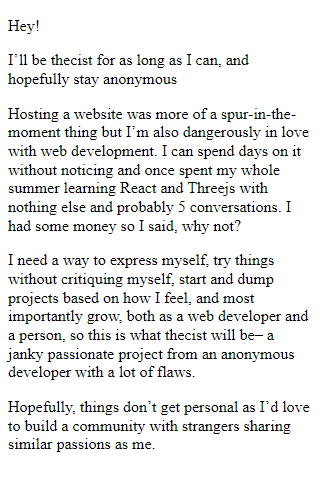 Hey!
I'll be thecist for as long as I can, and
hopefully stay anonymous
Hosting a website was more of a spur-in-the-
moment thing but I'm also dangerously in love
with web development. I can spend days on it
without noticing and once spent my whole
summer learning React and Threejs with
nothing else and probably 5 conversations. I
had some money so I said, why not?
I need a way to express myself, try things
without critiquing myself, start and dump
projects based on how I feel, and most
importantly grow, both as a web developer and
a person, so this is what thecist will be– a
janky passionate project from an anonymous
developer with a lot of flaws.
Hopefully, things don't get personal as I'd love
to build a community with strangers sharing
similar passions as me.